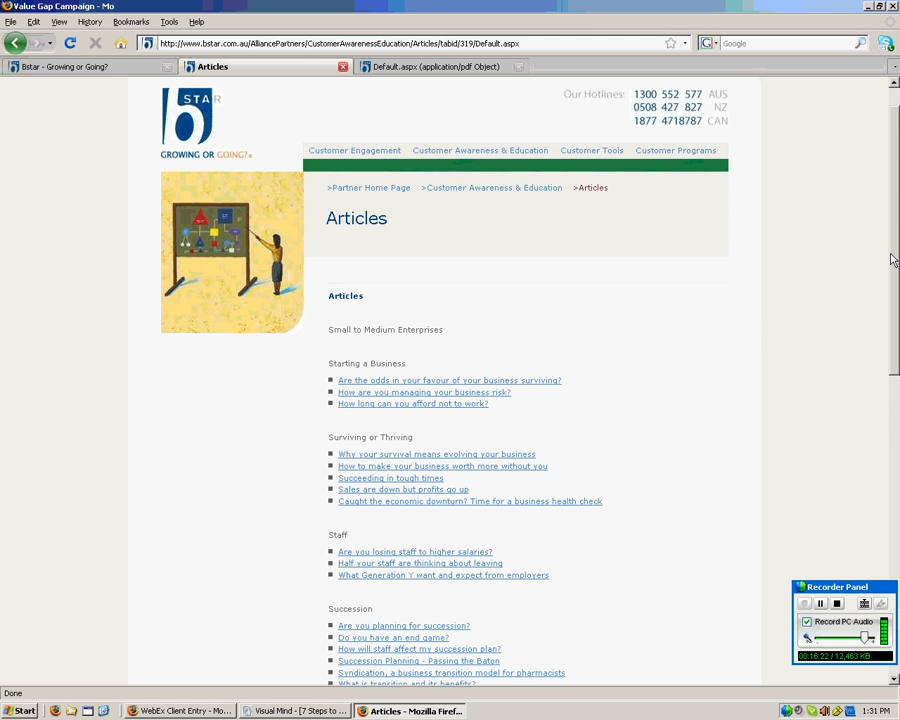 Value Gap Campaign - Mo
File Edit View History Bookmarks Tools Help
http://www.bstar.com.au/AlliancePartners/CustomerAwarenessEducation/Articles/tabid/319/Default.aspx
Google
Bstar - Growing or Going?
Articles
Default.aspx (application/pdf Object)
b STAR
GROWING OR GOING?
Our Hotlines: 1300 552 577 AUS
0508 427 827 NZ
1877 4718787 CAN
Customer Engagement Customer Awareness & Education Customer Tools Customer Programs
>Partner Home Page >Customer Awareness & Education >Articles
Articles
Articles
Small to Medium Enterprises
Starting a Business
Are the odds in your favour of your business surviving?
How are you managing your business risk?
How long can you afford not to work?
Surviving or Thriving
Why your survival means evolving your business
How to make your business worth more without you
Succeeding in tough times
Sales are down but profits go up
Caught the economic downturn? Time for a business health check
Staff
Are you losing staff to higher salaries?
Half your staff are thinking about leaving
What Generation Y want and expect from employers
Succession
Are you planning for succession?
Do you have an end game?
How will staff affect my succession plan?
Succession Planning - Passing the Baton
Syndication, a business transition model for pharmacists
What is transition and its benefits?
Recorder Panel
Record PC Audio
00:16:22 / 12,463 KB
Done
Start
WebEx Client Entry - Mo...
Visual Mind - [7 Steps to ...
Articles - Mozilla Firef...
1:31 PM